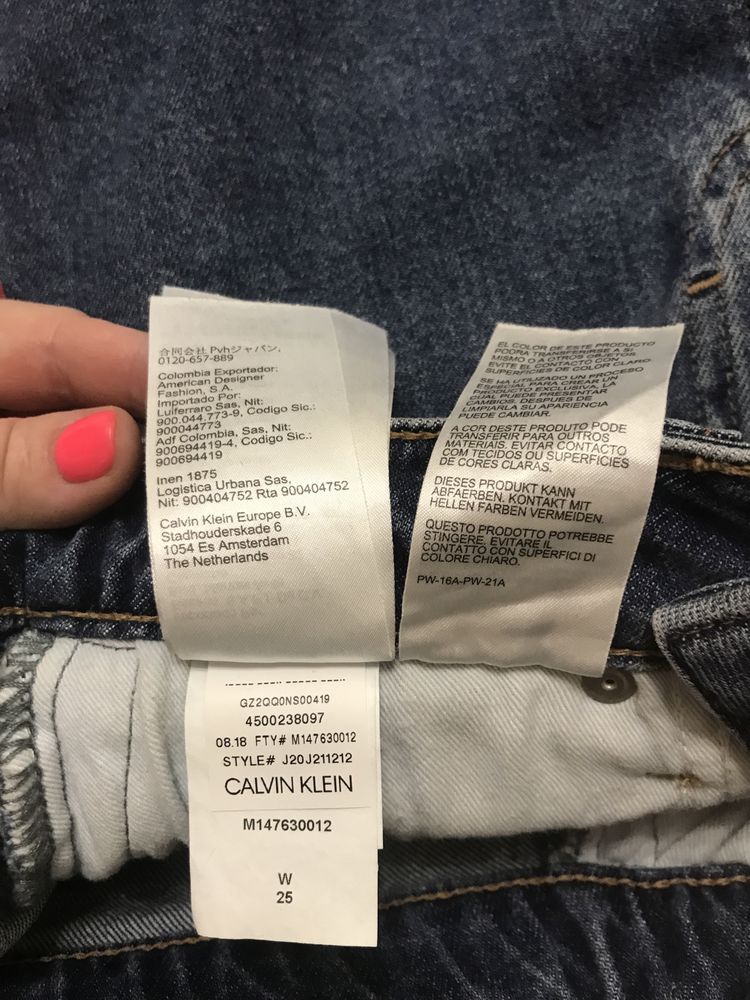 合同会社 Pvhジャパン,
0120-657-889
Colombia Exportador:
American Designer
Fashion, S.A.
Importado Por:
Luiferraro Sas, Nit:
900.044.773-9, Codigo Sic.:
900044773
Adf Colombia, Sas, Nit:
900694419-4, Codigo Sic.:
900694419
Inen 1875
Logistica Urbana Sas,
Nit: 900404752 Rta 900404752
Calvin Klein Europe B.V.
Stadhouderskade 6
1054 Es Amsterdam
The Netherlands
EL COLOR DE ESTE PRODUCTO
PODRA TRANSFERIRSE A SI
MISMO O A OTROS OBJETOS.
EVITE EL CONTACTO CON
SUPERFICIES DE COLOR CLARO.
SE HA UTILIZADO UN PROCESO
ESPECIAL PARA CREAR UN
PRODUCTO EXCLUSIVO, LA
CUAL PUEDE PRESENTAR
CAMBIOS. DESPUES DE
LIMPIARLA SU APARIENCIA
PUEDE CAMBIAR.
A COR DESTE PRODUTO PODE
TRANSFERIR PARA OUTROS
MATERIAIS. EVITAR CONTACTO
COM TECIDOS OU SUPERFICIES
DE CORES CLARAS.
DIESES PRODUKT KANN
ABFAERBEN. KONTAKT MIT
HELLEN FARBEN VERMEIDEN.
QUESTO PRODOTTO POTREBBE
STINGERE. EVITARE IL
CONTATTO CON SUPERFICI DI
COLORE CHIARO.
PW-16A-PW-21A
GZ2QQ0NS00419
4500238097
08.18 FTY# M147630012
STYLE# J20J211212
CALVIN KLEIN
M147630012
W
25